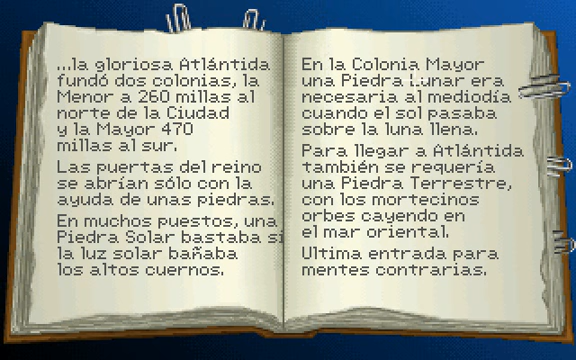 ...la gloriosa Atlántida
fundó dos colonias, la
Menor a 260 millas al
norte de la Ciudad
y la Mayor 470
millas al sur.
Las puertas del reino
se abrían sólo con la
ayuda de unas piedras.
En muchos puestos, una
Piedra Solar bastaba si
la luz solar bañaba
los altos cuernos.
En la Colonia Mayor
una Piedra Lunar era
necesaria al mediodía
cuando el sol pasaba
sobre la luna llena.
Para llegar a Atlántida
también se requería
una Piedra Terrestre,
con los mortecinos
orbes cayendo en
el mar oriental.
Ultima entrada para
mentes contrarias.